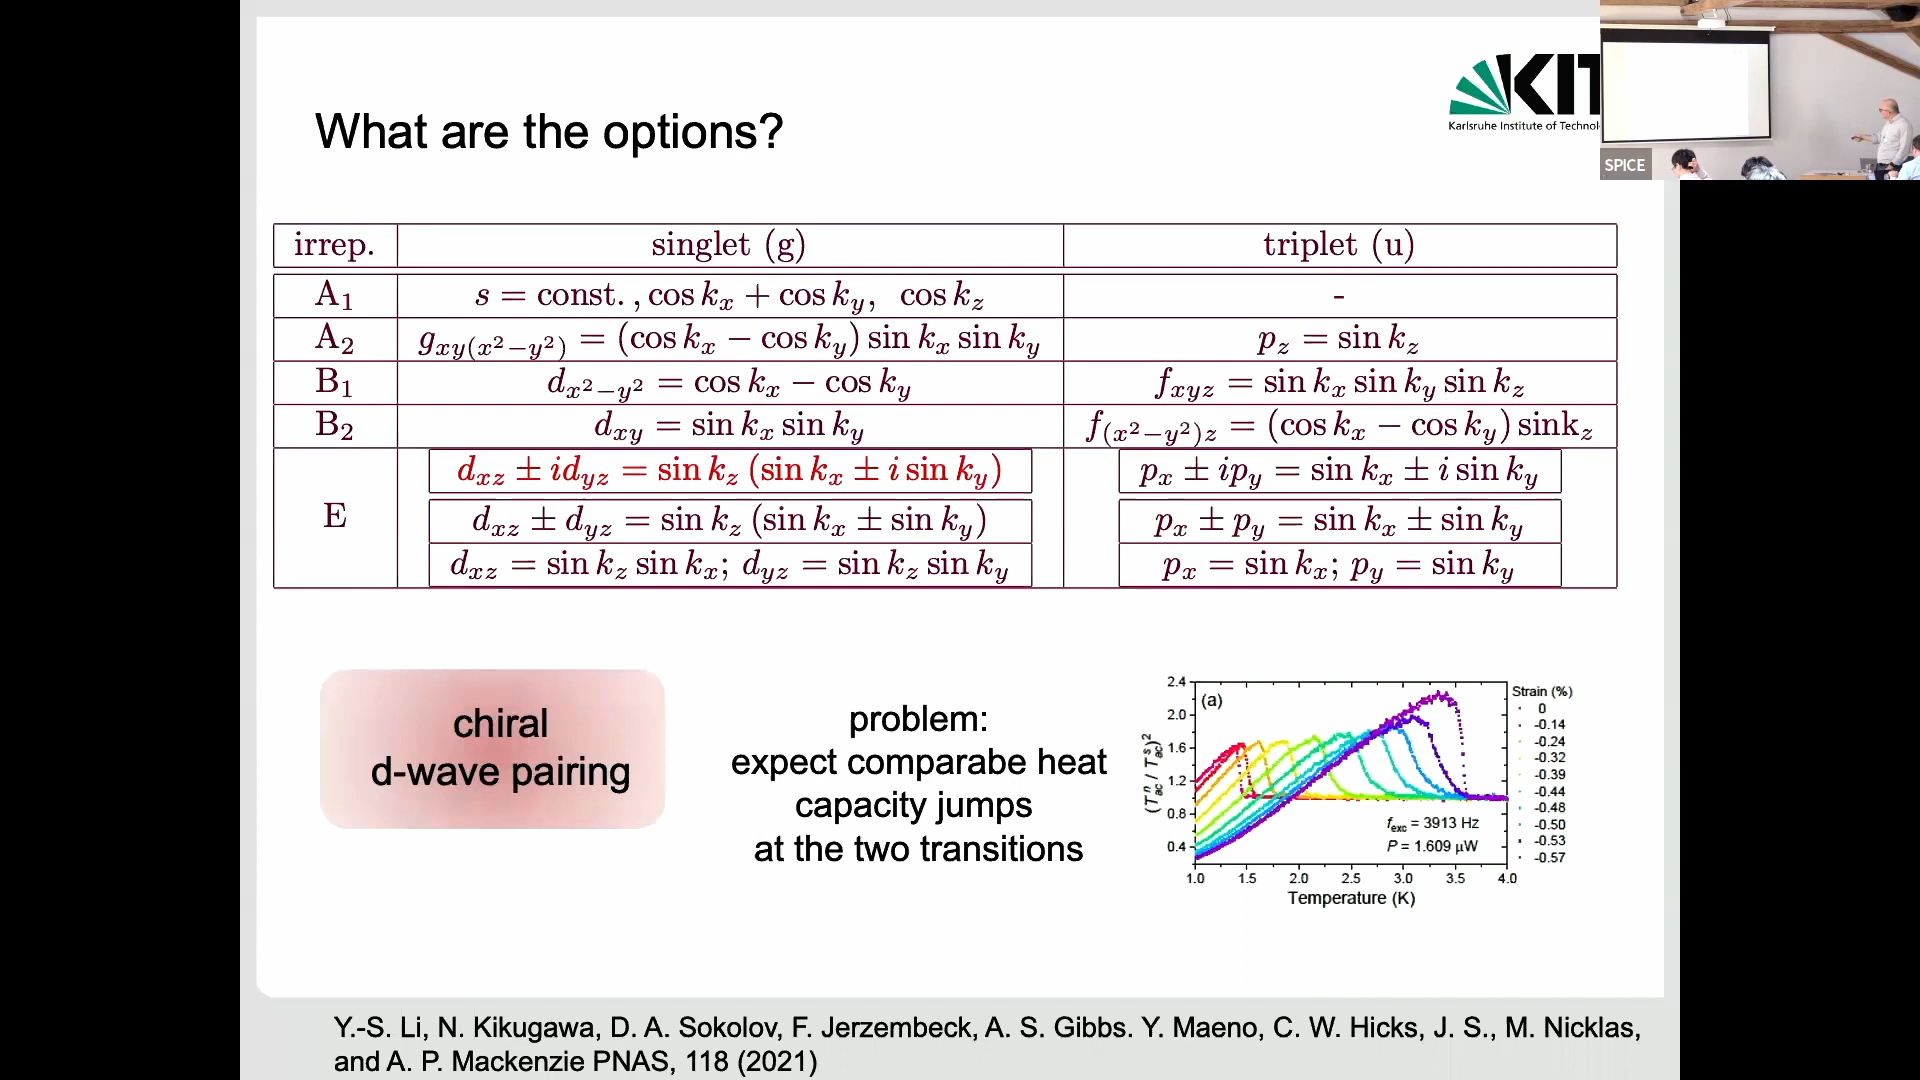 What are the options?
KIT
Karlsruhe Institute of Technol
SPICE
irrep. singlet (g) triplet (u)
A₁ s = const. , cos kₓ + cos k_y, cos k_z -
A₂ g_{xy(x²−y²)} = (cos kₓ − cos k_y) sin kₓ sin k_y p_z = sin k_z
B₁ d_{x²−y²} = cos kₓ − cos k_y f_{xyz} = sin kₓ sin k_y sin k_z
B₂ d_{xy} = sin kₓ sin k_y f_{(x²−y²)z} = (cos kₓ − cos k_y) sink_z
E
d_{xz} ± id_{yz} = sin k_z (sin kₓ ± i sin k_y) pₓ ± ip_y = sin kₓ ± i sin k_y
d_{xz} ± d_{yz} = sin k_z (sin kₓ ± sin k_y) pₓ ± p_y = sin kₓ ± sin k_y
d_{xz} = sin k_z sin kₓ; d_{yz} = sin k_z sin k_y pₓ = sin kₓ; p_y = sin k_y
chiral
d-wave pairing
problem:
expect comparabe heat
capacity jumps
at the two transitions
(a)
2.4
2.0
1.6
1.2
0.8
0.4
(Tⁿ_ac / Tˢ_ac)²
1.0 1.5 2.0 2.5 3.0 3.5 4.0
Temperature (K)
f_exc = 3913 Hz
P = 1.609 μW
Strain (%)
0
-0.14
-0.24
-0.32
-0.39
-0.44
-0.48
-0.50
-0.53
-0.57
Y.-S. Li, N. Kikugawa, D. A. Sokolov, F. Jerzembeck, A. S. Gibbs. Y. Maeno, C. W. Hicks, J. S., M. Nicklas,
and A. P. Mackenzie PNAS, 118 (2021)